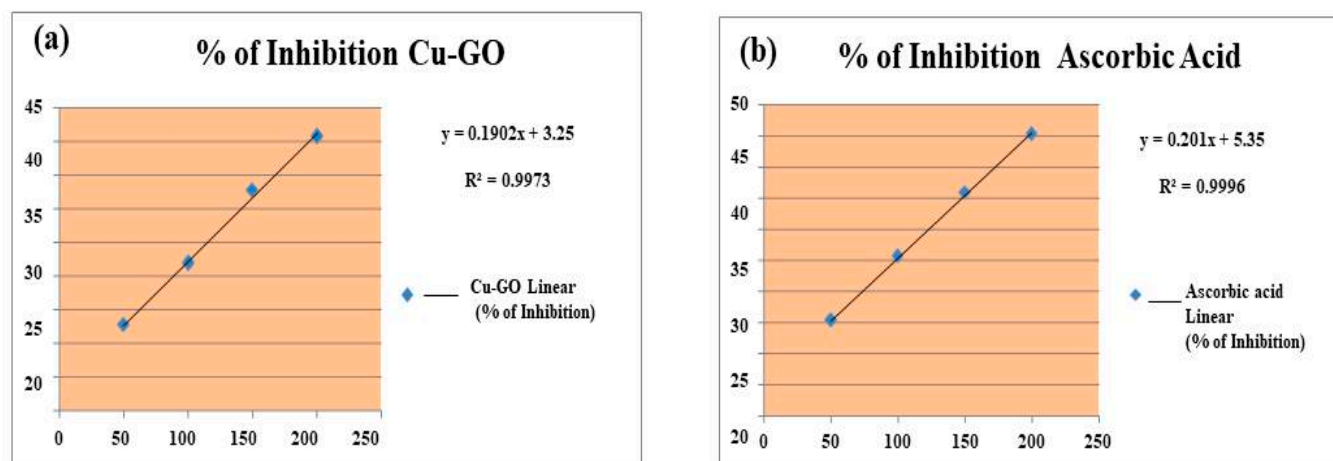 (a)
% of Inhibition Cu-GO
45
40
35
30
25
20
0 50 100 150 200 250
y = 0.1902x + 3.25
R² = 0.9973
Cu-GO Linear
(% of Inhibition)
(b)
% of Inhibition Ascorbic Acid
50
45
40
35
30
25
20
0 50 100 150 200 250
y = 0.201x + 5.35
R² = 0.9996
Ascorbic acid
Linear
(% of Inhibition)